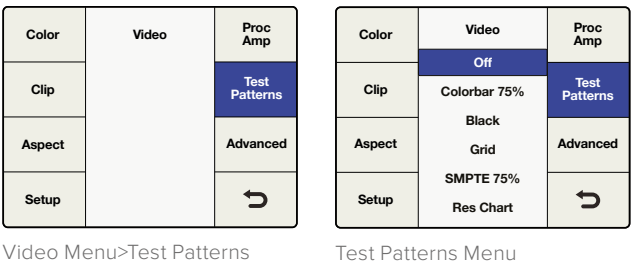 Color
Clip
Aspect
Setup
Video
Proc
Amp
Test
Patterns
Advanced
Video Menu>Test Patterns
Color
Clip
Aspect
Setup
Video
Off
Colorbar 75%
Black
Grid
SMPTE 75%
Res Chart
Proc
Amp
Test
Patterns
Advanced
Test Patterns Menu